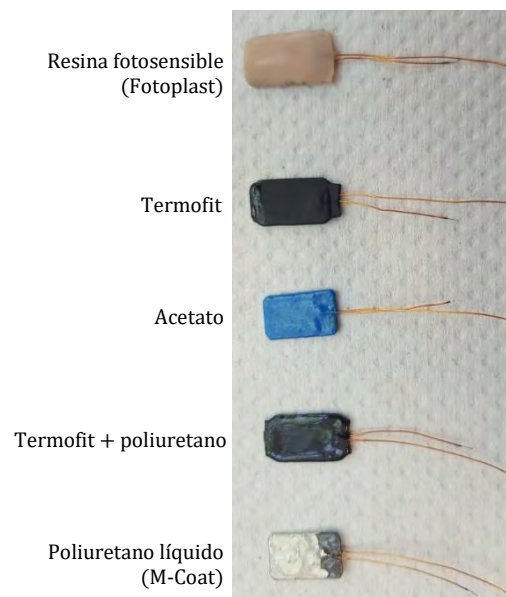 Resina fotosensible
(Fotoplast)
Termofit
Acetato
Termofit + poliuretano
Poliuretano líquido
(M-Coat)